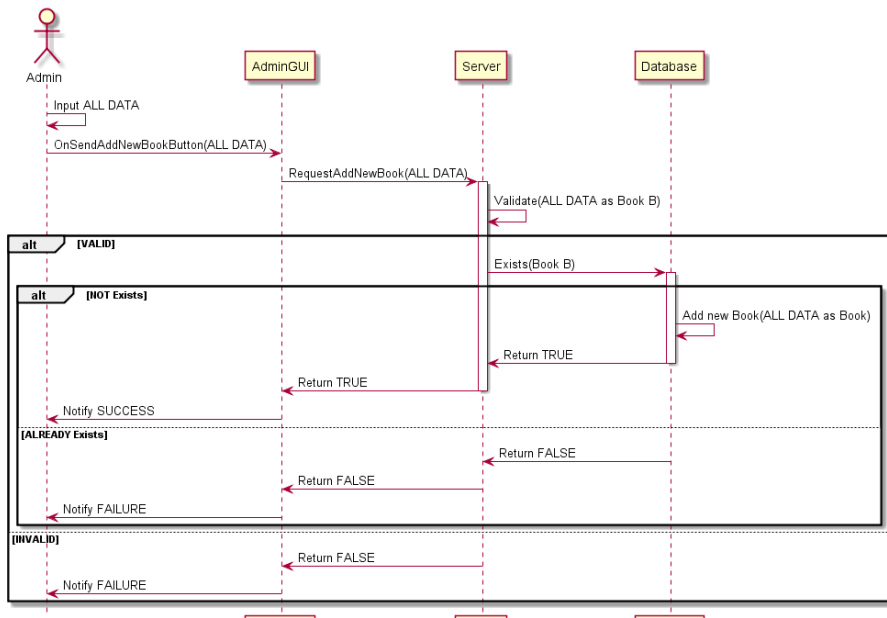 Admin
AdminGUI
Server
Database
Input ALL DATA
OnSendAddNewBookButton(ALL DATA)
RequestAddNewBook(ALL DATA)
Validate(ALL DATA as Book B)
alt [VALID]
Exists(Book B)
alt [NOT Exists]
Add new Book(ALL DATA as Book)
Return TRUE
Return TRUE
Notify SUCCESS
[ALREADY Exists]
Return FALSE
Return FALSE
Notify FAILURE
[INVALID]
Return FALSE
Notify FAILURE